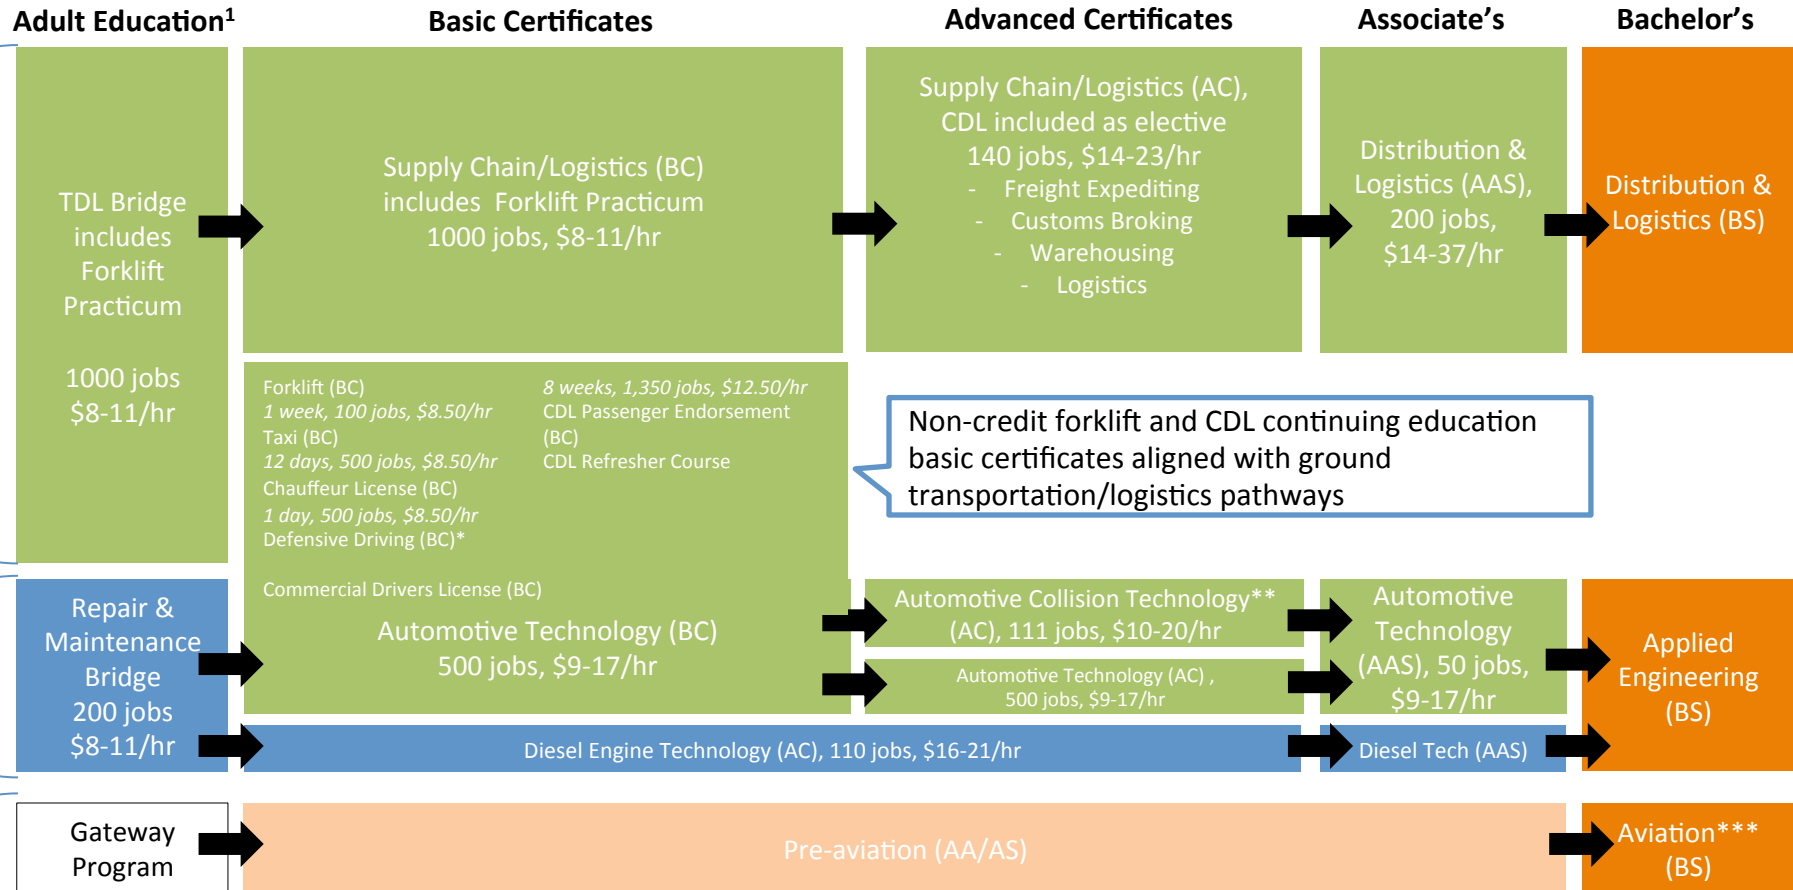 Adult Education1
Basic Certificates
Advanced Certificates
Associate's
Bachelor's
TDL Bridge
includes
Forklift
Practicum
1000 jobs
$8-11/hr
Supply Chain/Logistics (BC)
includes Forklift Practicum
1000 jobs, $8-11/hr
Supply Chain/Logistics (AC),
CDL included as elective
140 jobs, $14-23/hr
- Freight Expediting
- Customs Broking
- Warehousing
- Logistics
Distribution &
Logistics (AAS),
200 jobs,
$14-37/hr
Distribution &
Logistics (BS)
Forklift (BC)
1 week, 100 jobs, $8.50/hr
Taxi (BC)
12 days, 500 jobs, $8.50/hr
Chauffeur License (BC)
1 day, 500 jobs, $8.50/hr
Defensive Driving (BC)*
Commercial Drivers License (BC)
8 weeks, 1,350 jobs, $12.50/hr
CDL Passenger Endorsement
(BC)
CDL Refresher Course
Non-credit forklift and CDL continuing education
basic certificates aligned with ground
transportation/logistics pathways
Repair &
Maintenance
Bridge
200 jobs
$8-11/hr
Automotive Technology (BC)
500 jobs, $9-17/hr
Automotive Collision Technology**
(AC), 111 jobs, $10-20/hr
Automotive Technology (AC) ,
500 jobs, $9-17/hr
Automotive
Technology
(AAS), 50 jobs,
$9-17/hr
Applied
Engineering
(BS)
Diesel Engine Technology (AC), 110 jobs, $16-21/hr
Diesel Tech (AAS)
Gateway
Program
Pre-aviation (AA/AS)
Aviation***
(BS)